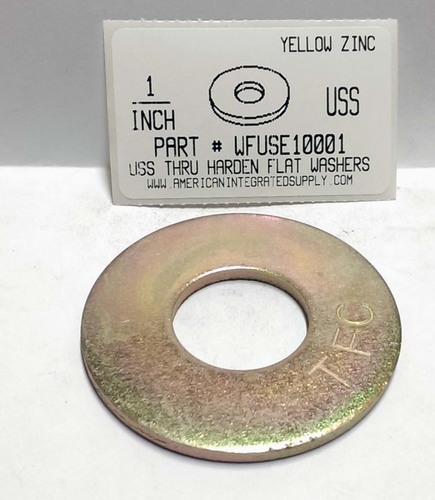 YELLOW ZINC
1
INCH
USS
PART # WFUSE10001
USS THRU HARDEN FLAT WASHERS
WWW.AMERICANINTEGRATEDSUPPLY.COM
TFC